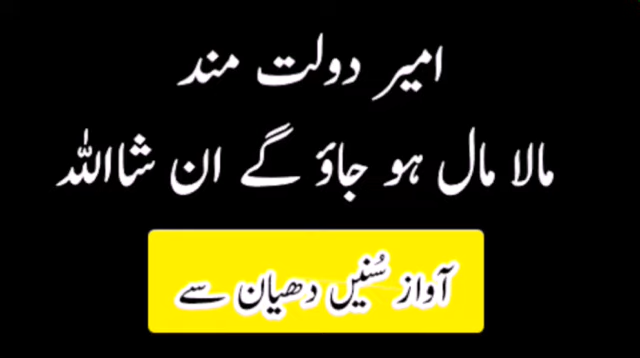 امیر دولت مند
مالا مال ہو جاؤ گے ان شااللہ
آواز سُنیں دھیان سے